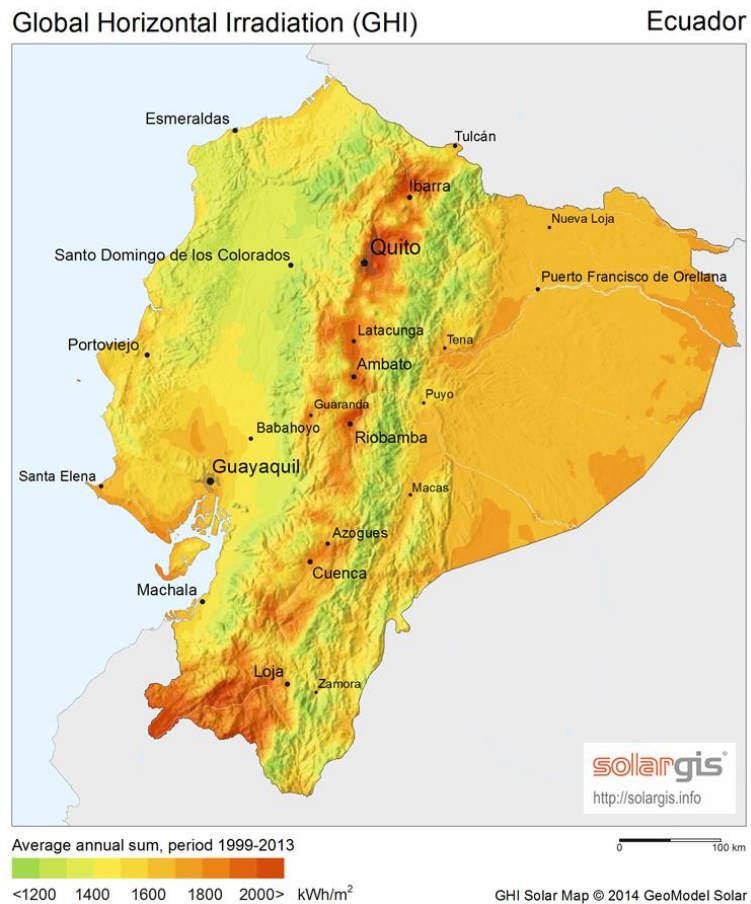 Global Horizontal Irradiation (GHI)
Ecuador
Esmeraldas
Tulcán
Ibarra
Nueva Loja
Quito
Santo Domingo de los Colorados
Puerto Francisco de Orellana
Latacunga
Tena
Portoviejo
Ambato
Puyo
Guaranda
Babahoyo
Riobamba
Guayaquil
Santa Elena
Macas
Azogues
Cuenca
Machala
Loja
Zamora
solargis®
http://solargis.info
Average annual sum, period 1999-2013
0 100 km
<1200 1400 1600 1800 2000> kWh/m²
GHI Solar Map © 2014 GeoModel Solar